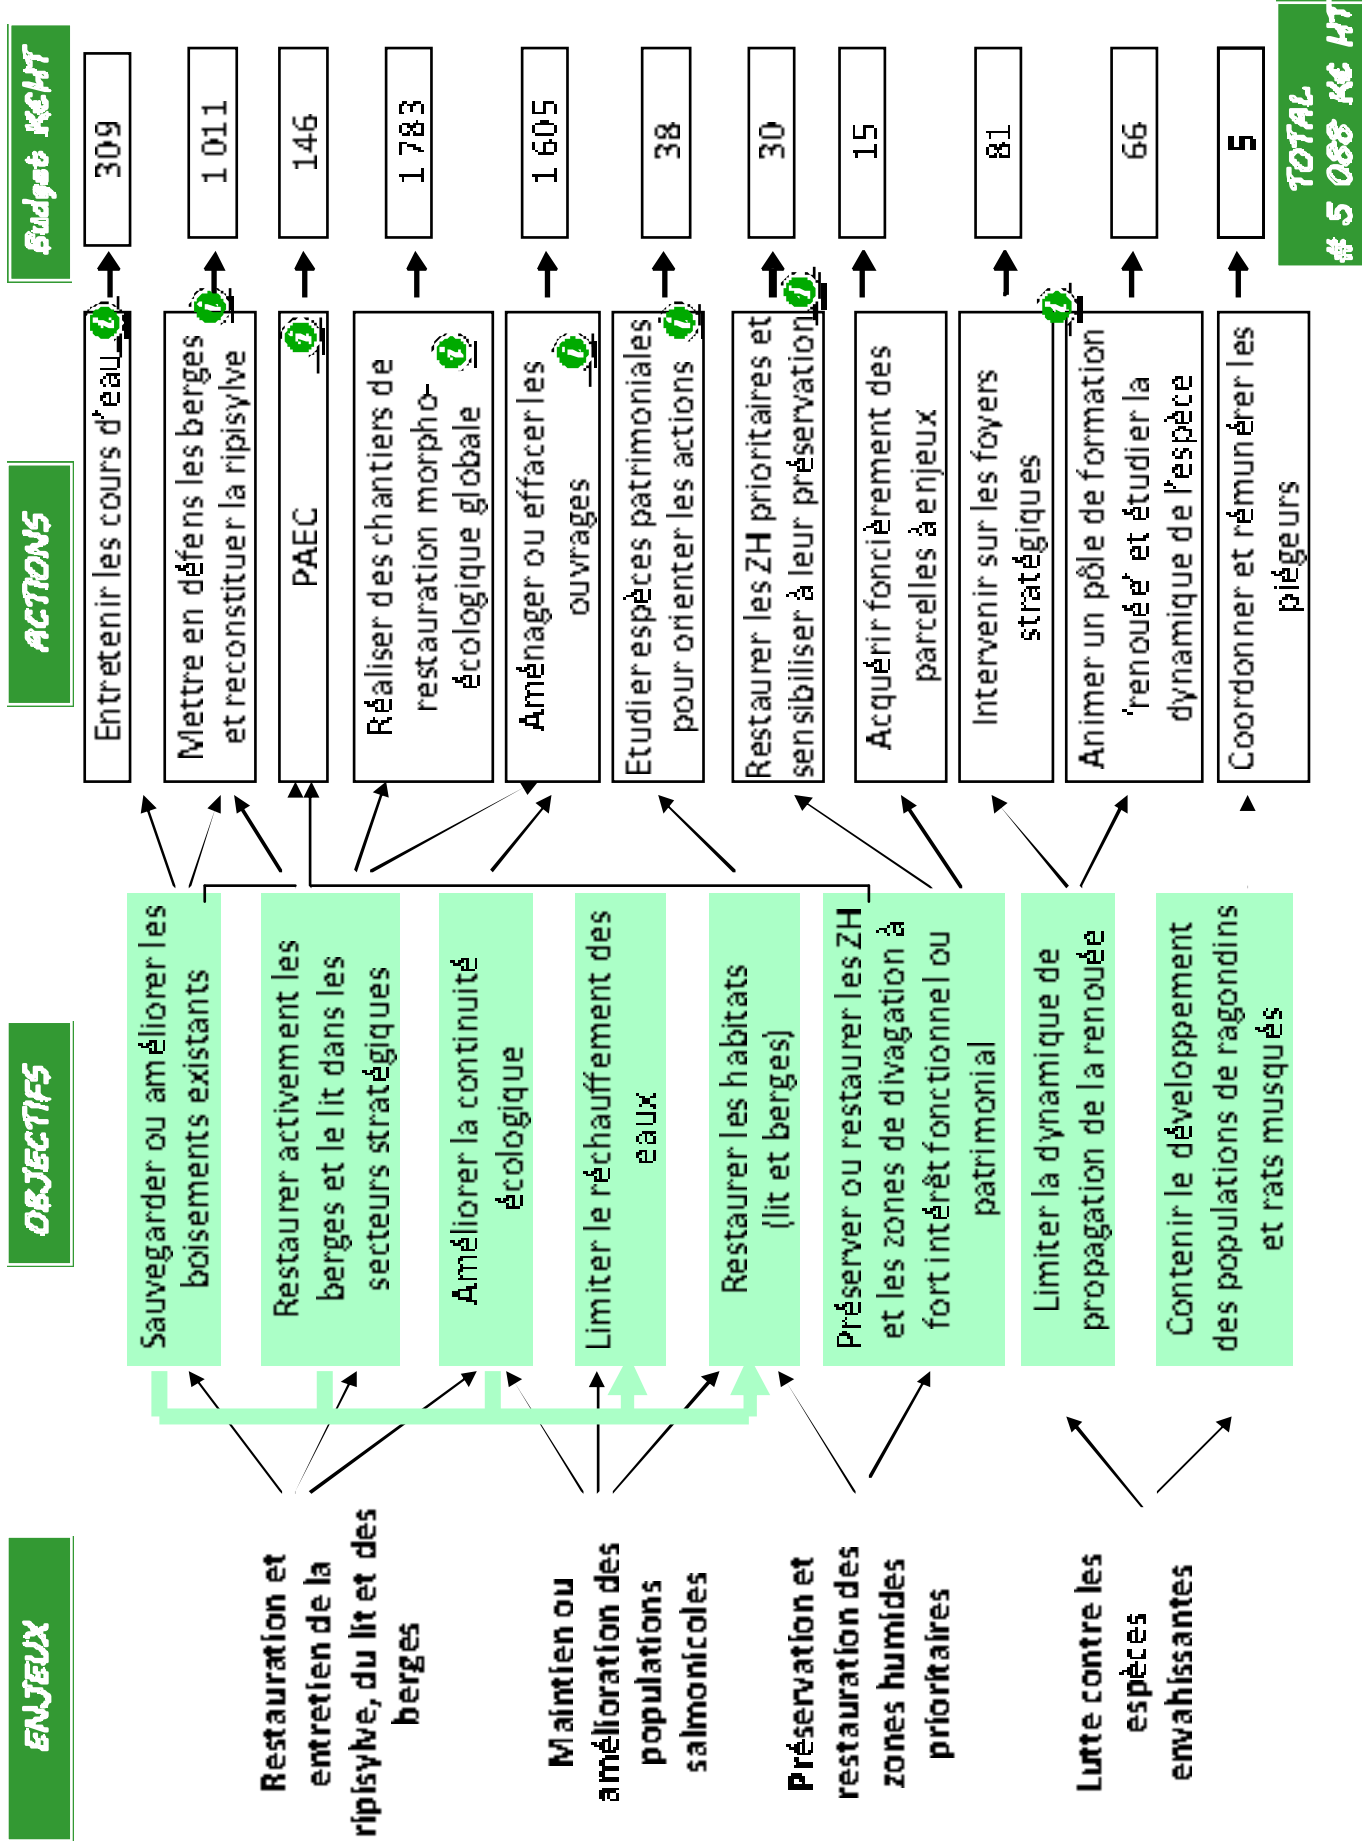 ENJEUX
OBJECTIFS
ACTIONS
Budget K€HT
Restauration et
entretien de la
ripisylve, du lit et des
berges
Maintien ou
amélioration des
populations
salmonicoles
Préservation et
restauration des
zones humides
prioritaires
Lutte contre les
espèces
envahissantes
Sauvegarder ou améliorer les
boisements existants
Restaurer activement les
berges et le lit dans les
secteurs stratégiques
Améliorer la continuité
écologique
Limiter le réchauffement des
eaux
Restaurer les habitats
(lit et berges)
Préserver ou restaurer les ZH
et les zones de divagation à
fort intérêt fonctionnel ou
patrimonial
Limiter la dynamique de
propagation de la renouée
Contenir le développement
des populations de ragondins
et rats musqués
Entretenir les cours d'eau
i
309
Mettre en défens les berges
et reconstituer la ripisylve
i
1 011
PAEC
i
146
Réaliser des chantiers de
restauration morpho-
écologique globale
i
1 783
Aménager ou effacer les
ouvrages
i
1 605
Etudier espèces patrimoniales
pour orienter les actions
i
38
Restaurer les ZH prioritaires et
sensibiliser à leur préservation
i
30
Acquérir foncièrement des
parcelles à enjeux
15
Intervenir sur les foyers
stratégiques
i
81
Animer un pôle de formation
'renouée' et étudier la
dynamique de l'espèce
66
Coordonner et rémunérer les
piégeurs
5
TOTAL
# 5 088 K€ HT